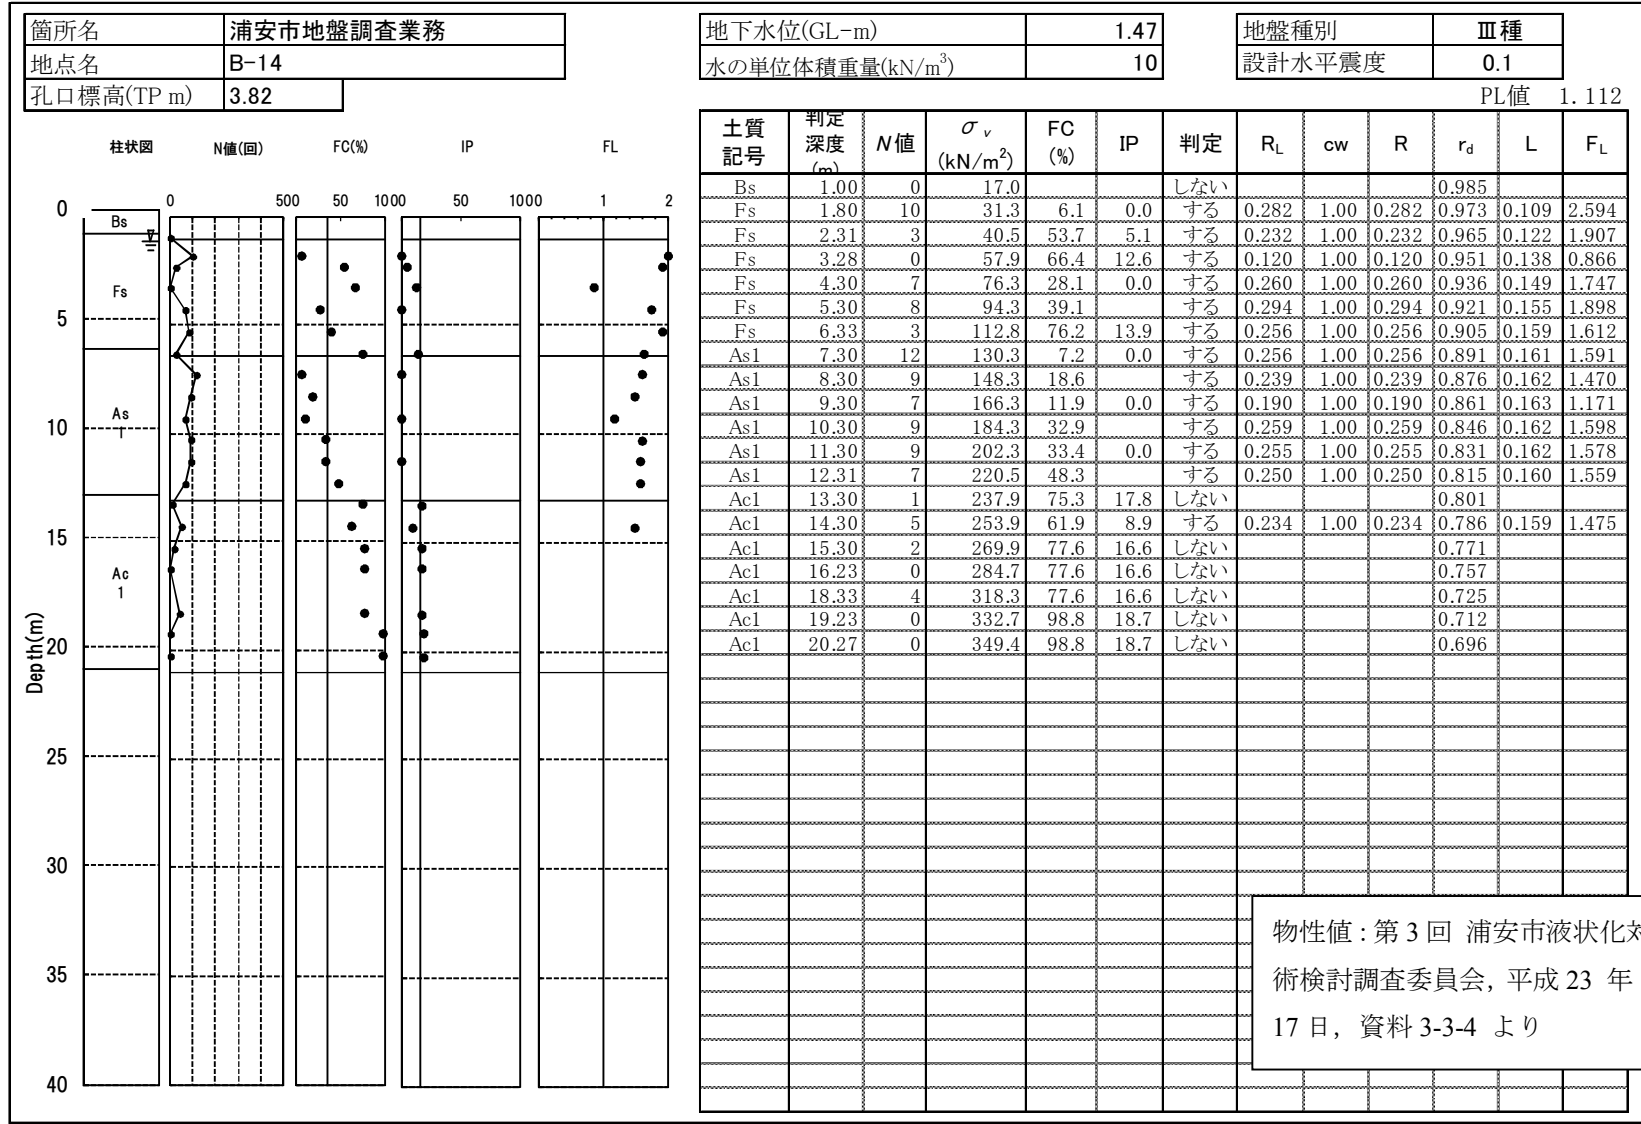 箇所名 浦安市地盤調査業務
地点名 B-14
孔口標高(TP m) 3.82
地下水位(GL-m) 1.47
水の単位体積重量(kN/m³) 10
地盤種別 Ⅲ種
設計水平震度 0.1
PL値 1.112
柱状図 N値(回) FC(%) IP FL
0 50 0 50 100 0 50 100 0 1 2
0
5
10
15
20
25
30
35
40
Depth(m)
Bs
Fs
As
1
Ac
1
土質記号 判定深度(m) N値 σv(kN/m²) FC(%) IP 判定 RL cw R rd L FL
Bs 1.00 0 17.0 しない 0.985
Fs 1.80 10 31.3 6.1 0.0 する 0.282 1.00 0.282 0.973 0.109 2.594
Fs 2.31 3 40.5 53.7 5.1 する 0.232 1.00 0.232 0.965 0.122 1.907
Fs 3.28 0 57.9 66.4 12.6 する 0.120 1.00 0.120 0.951 0.138 0.866
Fs 4.30 7 76.3 28.1 0.0 する 0.260 1.00 0.260 0.936 0.149 1.747
Fs 5.30 8 94.3 39.1 する 0.294 1.00 0.294 0.921 0.155 1.898
Fs 6.33 3 112.8 76.2 13.9 する 0.256 1.00 0.256 0.905 0.159 1.612
As1 7.30 12 130.3 7.2 0.0 する 0.256 1.00 0.256 0.891 0.161 1.591
As1 8.30 9 148.3 18.6 する 0.239 1.00 0.239 0.876 0.162 1.470
As1 9.30 7 166.3 11.9 0.0 する 0.190 1.00 0.190 0.861 0.163 1.171
As1 10.30 9 184.3 32.9 する 0.259 1.00 0.259 0.846 0.162 1.598
As1 11.30 9 202.3 33.4 0.0 する 0.255 1.00 0.255 0.831 0.162 1.578
As1 12.31 7 220.5 48.3 する 0.250 1.00 0.250 0.815 0.160 1.559
Ac1 13.30 1 237.9 75.3 17.8 しない 0.801
Ac1 14.30 5 253.9 61.9 8.9 する 0.234 1.00 0.234 0.786 0.159 1.475
Ac1 15.30 2 269.9 77.6 16.6 しない 0.771
Ac1 16.23 0 284.7 77.6 16.6 しない 0.757
Ac1 18.33 4 318.3 77.6 16.6 しない 0.725
Ac1 19.23 0 332.7 98.8 18.7 しない 0.712
Ac1 20.27 0 349.4 98.8 18.7 しない 0.696
物性値：第 3 回 浦安市液状化対
術検討調査委員会, 平成 23 年
17 日, 資料 3-3-4 より